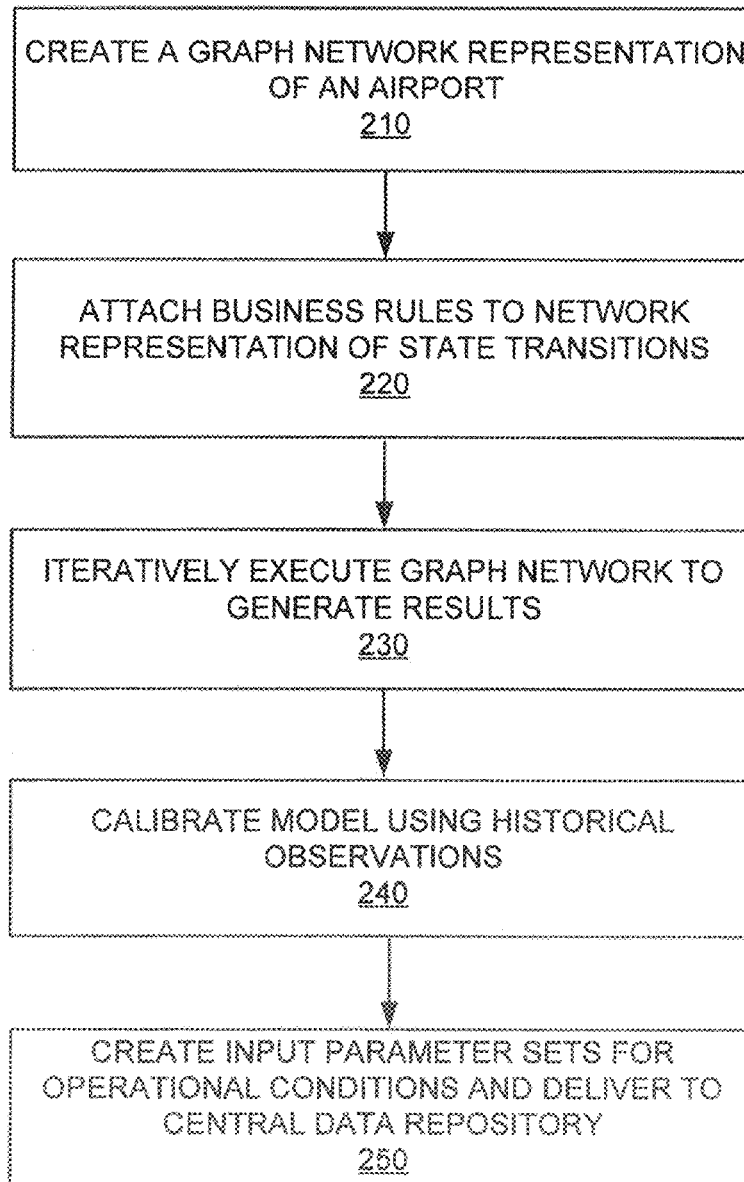 CREATE A GRAPH NETWORK REPRESENTATION
OF AN AIRPORT
210
ATTACH BUSINESS RULES TO NETWORK
REPRESENTATION OF STATE TRANSITIONS
220
ITERATIVELY EXECUTE GRAPH NETWORK TO
GENERATE RESULTS
230
CALIBRATE MODEL USING HISTORICAL
OBSERVATIONS
240
CREATE INPUT PARAMETER SETS FOR
OPERATIONAL CONDITIONS AND DELIVER TO
CENTRAL DATA REPOSITORY
250